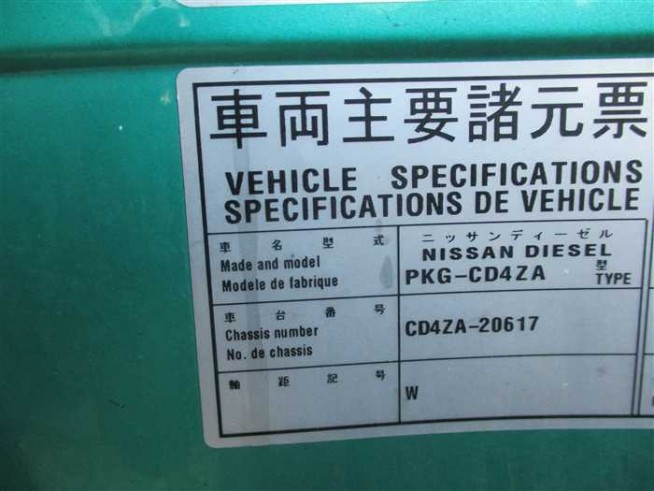 車両主要諸元票
VEHICLE SPECIFICATIONS
SPECIFICATIONS DE VEHICLE
車名型式
Made and model
Modele de fabrique
ニッサンディーゼル
NISSAN DIESEL
PKG-CD4ZA 型 TYPE
車台番号
Chassis number
No. de chassis
CD4ZA-20617
軸距記号
W